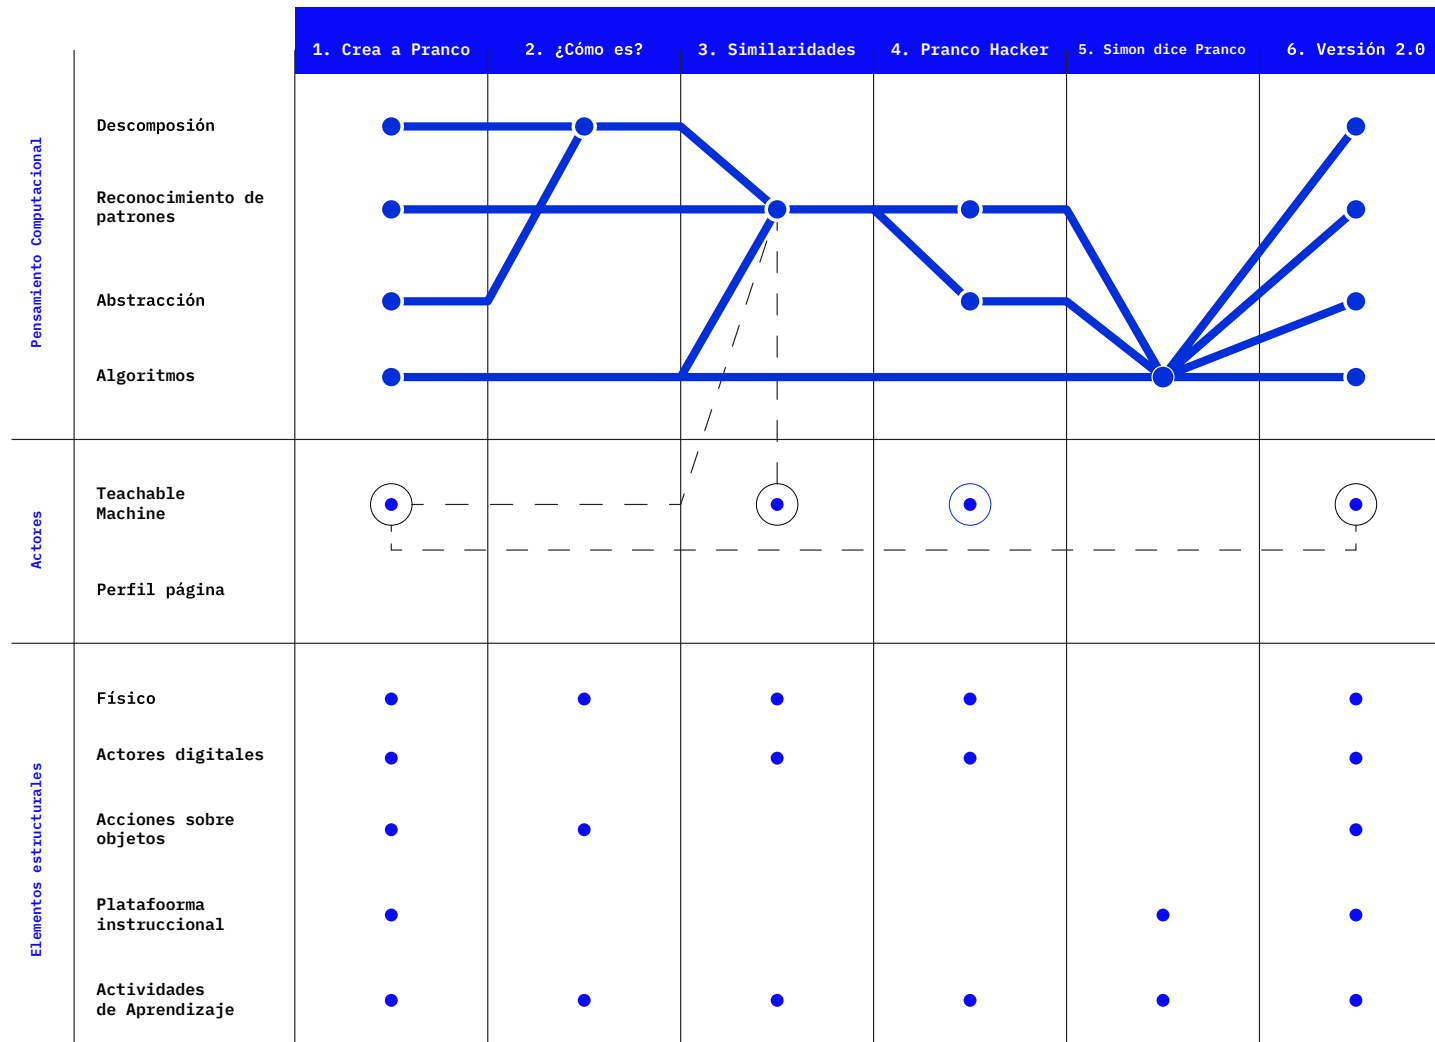 1. Crea a Pranco
2. ¿Cómo es?
3. Similaridades
4. Pranco Hacker
5. Simon dice Pranco
6. Versión 2.0
Pensamiento Computacional
Descomposión
Reconocimiento de
patrones
Abstracción
Algoritmos
Actores
Teachable
Machine
Perfil página
Elementos estructurales
Físico
Actores digitales
Acciones sobre
objetos
Platafoorma
instruccional
Actividades
de Aprendizaje